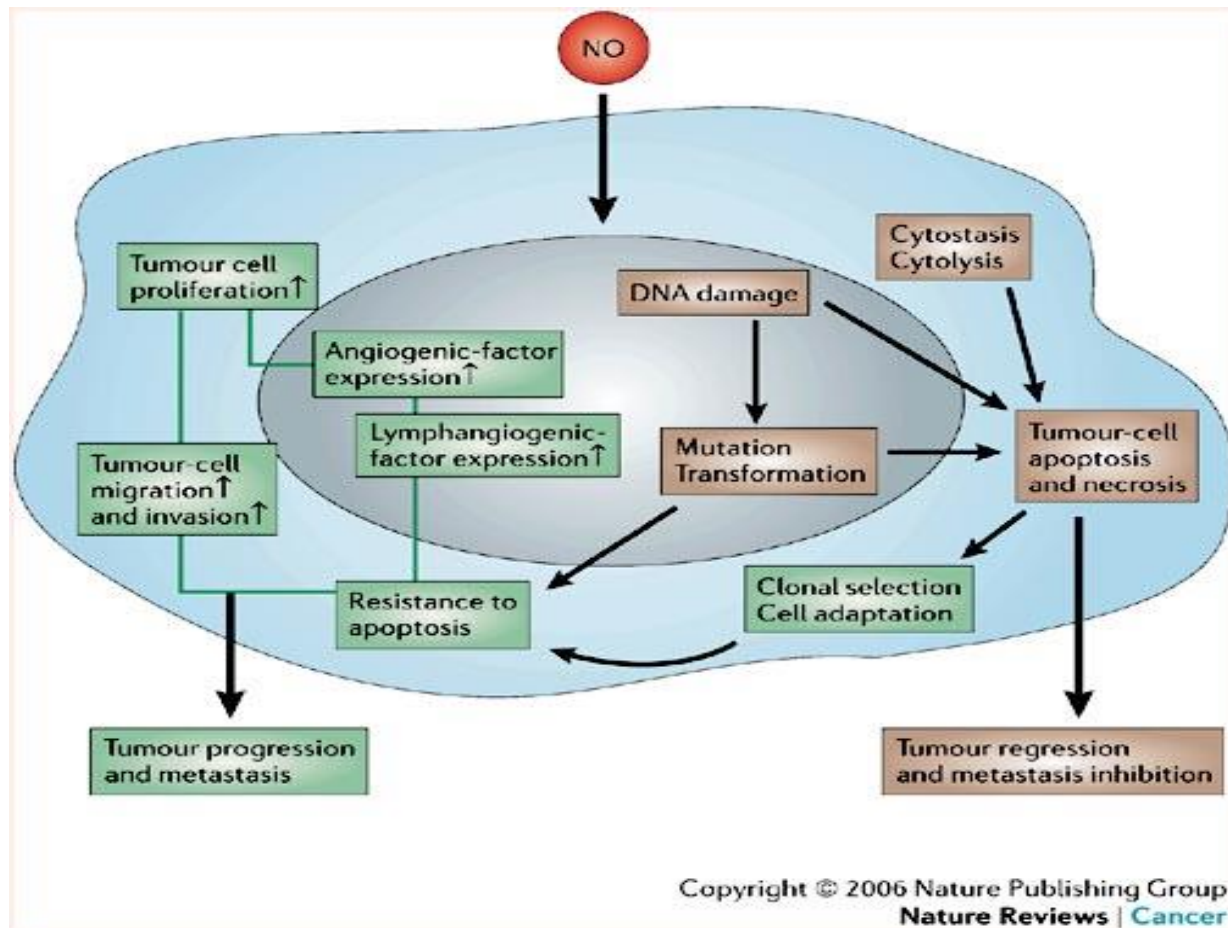 NO
Tumour cell
proliferation↑
Angiogenic-factor
expression↑
Lymphangiogenic-
factor expression↑
Tumour-cell
migration↑
and invasion↑
Resistance to
apoptosis
DNA damage
Mutation
Transformation
Cytostasis
Cytolysis
Tumour-cell
apoptosis
and necrosis
Clonal selection
Cell adaptation
Tumour progression
and metastasis
Tumour regression
and metastasis inhibition
Copyright © 2006 Nature Publishing Group
Nature Reviews | Cancer